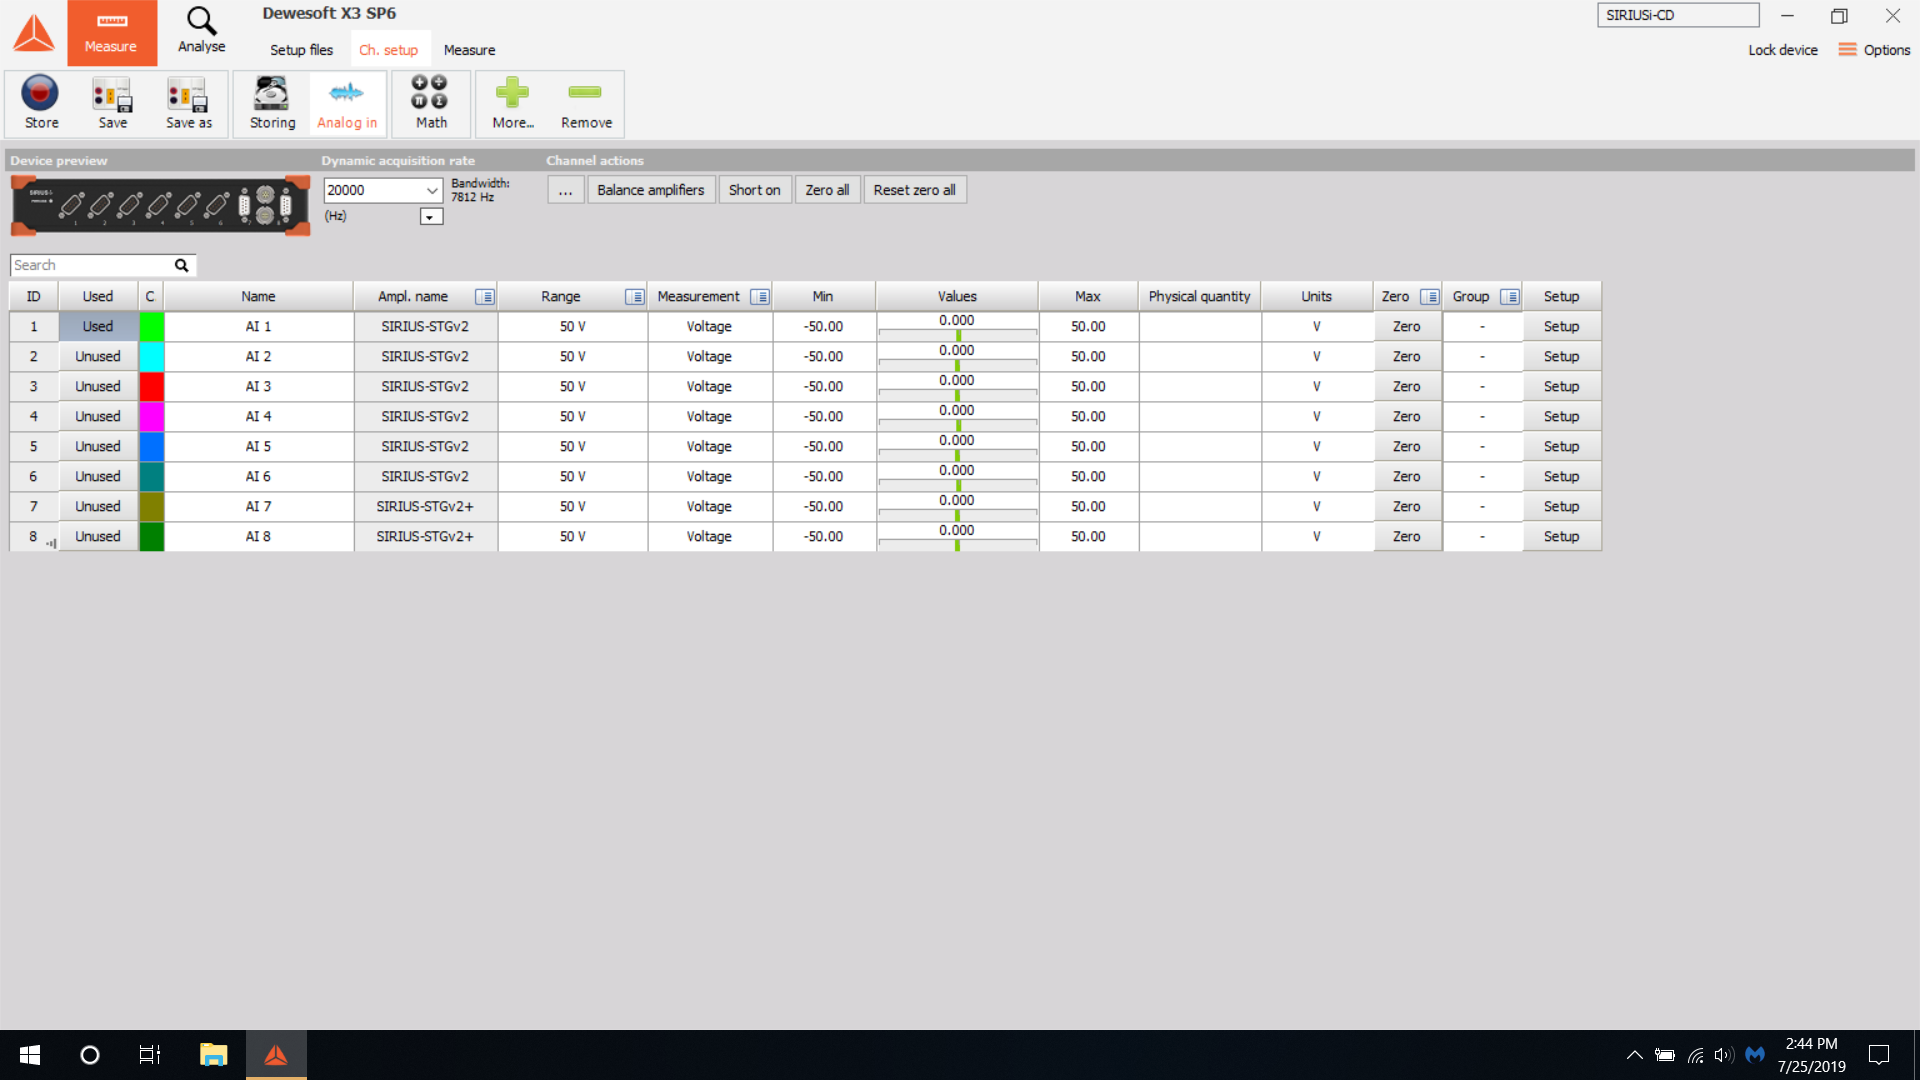 Dewesoft X3 SP6
SIRIUSi-CD
Measure
Analyse
Setup files
Ch. setup
Measure
Lock device
Options
Store
Save
Save as
Storing
Analog in
Math
More...
Remove
Device preview
Dynamic acquisition rate
Channel actions
20000
Bandwidth:
7812 Hz
(Hz)
...
Balance amplifiers
Short on
Zero all
Reset zero all
Search
ID Used C. Name Ampl. name Range Measurement Min Values Max Physical quantity Units Zero Group Setup
1 Used AI 1 SIRIUS-STGv2 50 V Voltage -50.00 0.000 50.00 V Zero - Setup
2 Unused AI 2 SIRIUS-STGv2 50 V Voltage -50.00 0.000 50.00 V Zero - Setup
3 Unused AI 3 SIRIUS-STGv2 50 V Voltage -50.00 0.000 50.00 V Zero - Setup
4 Unused AI 4 SIRIUS-STGv2 50 V Voltage -50.00 0.000 50.00 V Zero - Setup
5 Unused AI 5 SIRIUS-STGv2 50 V Voltage -50.00 0.000 50.00 V Zero - Setup
6 Unused AI 6 SIRIUS-STGv2 50 V Voltage -50.00 0.000 50.00 V Zero - Setup
7 Unused AI 7 SIRIUS-STGv2+ 50 V Voltage -50.00 0.000 50.00 V Zero - Setup
8 Unused AI 8 SIRIUS-STGv2+ 50 V Voltage -50.00 0.000 50.00 V Zero - Setup
2:44 PM
7/25/2019